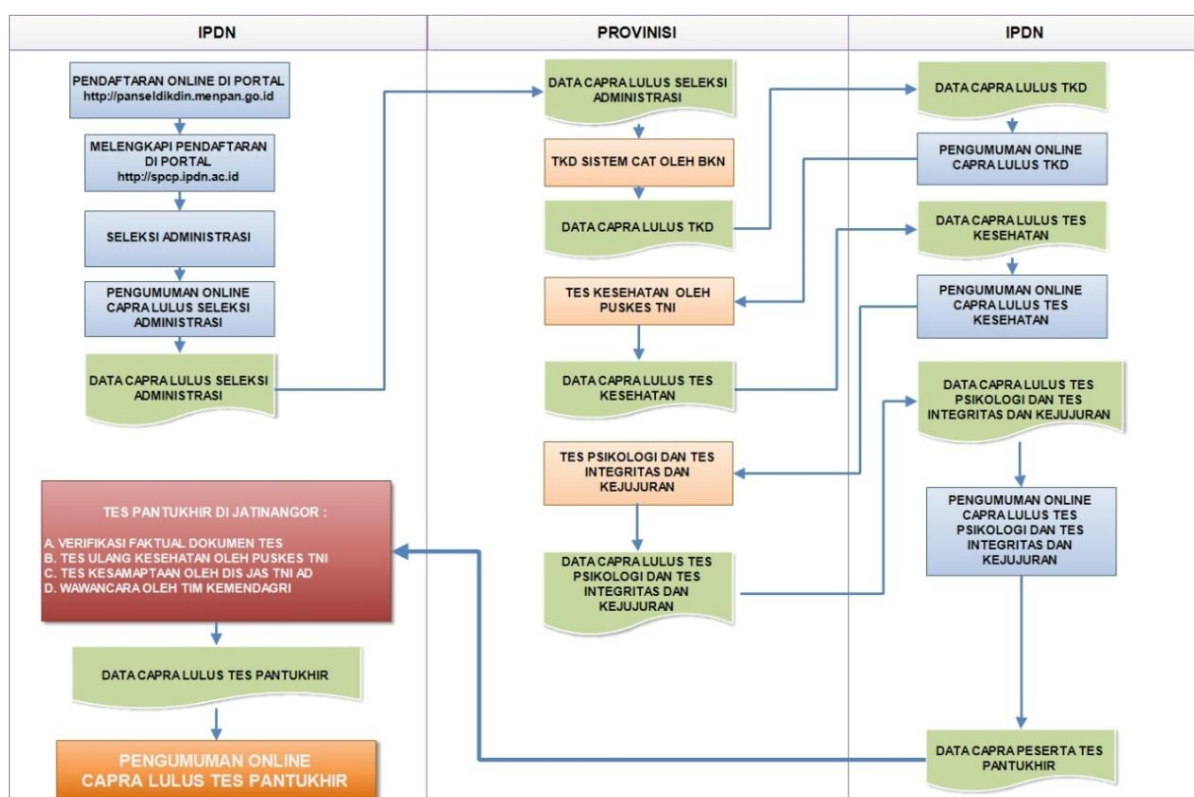 IPDN
PENDAFTARAN ONLINE DI PORTAL
http://panseldikdin.menpan.go.id
MELENGKAPI PENDAFTARAN
DI PORTAL
http://spcp.ipdn.ac.id
SELEKSI ADMINISTRASI
PENGUMUMAN ONLINE
CAPRA LULUS SELEKSI
ADMINISTRASI
DATA CAPRA LULUS SELEKSI
ADMINISTRASI
TES PANTUKHIR DI JATINANGOR :
A. VERIFIKASI FAKTUAL DOKUMEN TES
B. TES ULANG KESEHATAN OLEH PUSKES TNI
C. TES KESAMAPTAAN OLEH DIS JAS TNI AD
D. WAWANCARA OLEH TIM KEMENDAGRI
DATA CAPRA LULUS TES PANTUKHIR
PENGUMUMAN ONLINE
CAPRA LULUS TES PANTUKHIR
PROVINISI
DATA CAPRA LULUS SELEKSI
ADMINISTRASI
TKD SISTEM CAT OLEH BKN
DATA CAPRA LULUS TKD
TES KESEHATAN OLEH
PUSKES TNI
DATA CAPRA LULUS TES
KESEHATAN
TES PSIKOLOGI DAN TES
INTEGRITAS DAN
KEJUJURAN
DATA CAPRA LULUS TES
PSIKOLOGI DAN TES
INTEGRITAS DAN
KEJUJURAN
IPDN
DATA CAPRA LULUS TKD
PENGUMUMAN ONLINE
CAPRA LULUS TKD
DATA CAPRA LULUS TES
KESEHATAN
PENGUMUMAN ONLINE
CAPRA LULUS TES
KESEHATAN
DATA CAPRA LULUS TES
PSIKOLOGI DAN TES
INTEGRITAS DAN KEJUJURAN
PENGUMUMAN ONLINE
CAPRA LULUS TES
PSIKOLOGI DAN TES
INTEGRITAS DAN
KEJUJURAN
DATA CAPRA PESERTA TES
PANTUKHIR